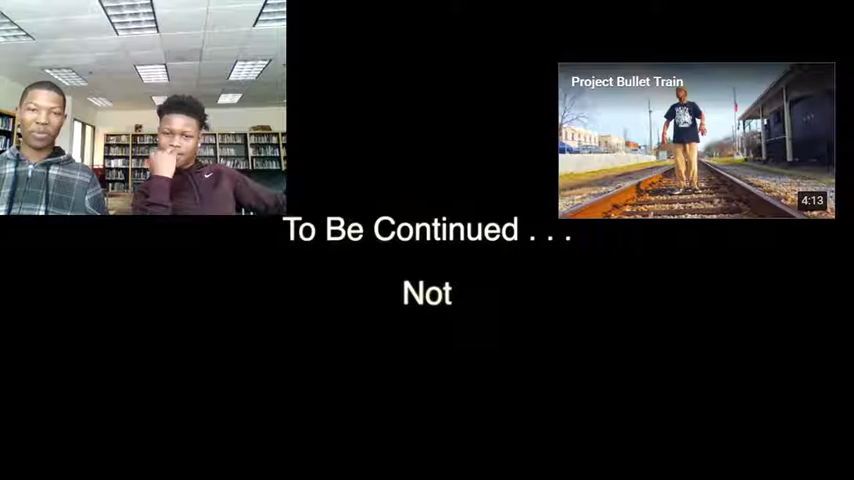 Project Bullet Train
4:13
To Be Continued . . .
Not